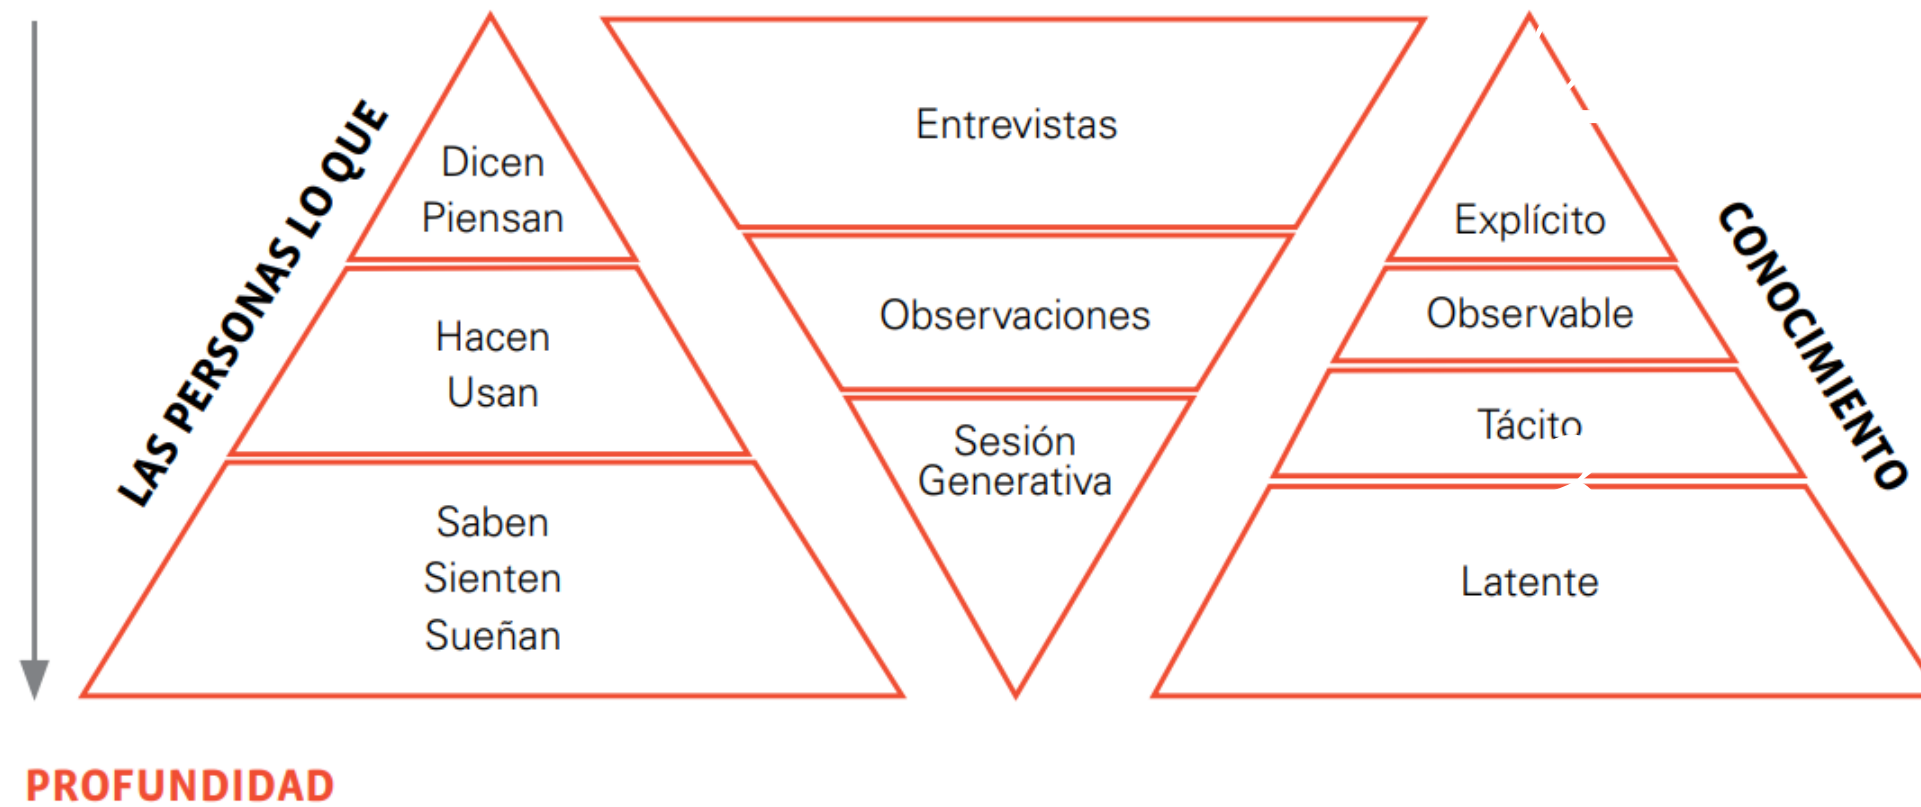 LAS PERSONAS LO QUE
Dicen
Piensan
Hacen
Usan
Saben
Sienten
Sueñan
Entrevistas
Observaciones
Sesión
Generativa
Explícito
Observable
Tácito
Latente
CONOCIMIENTO
PROFUNDIDAD